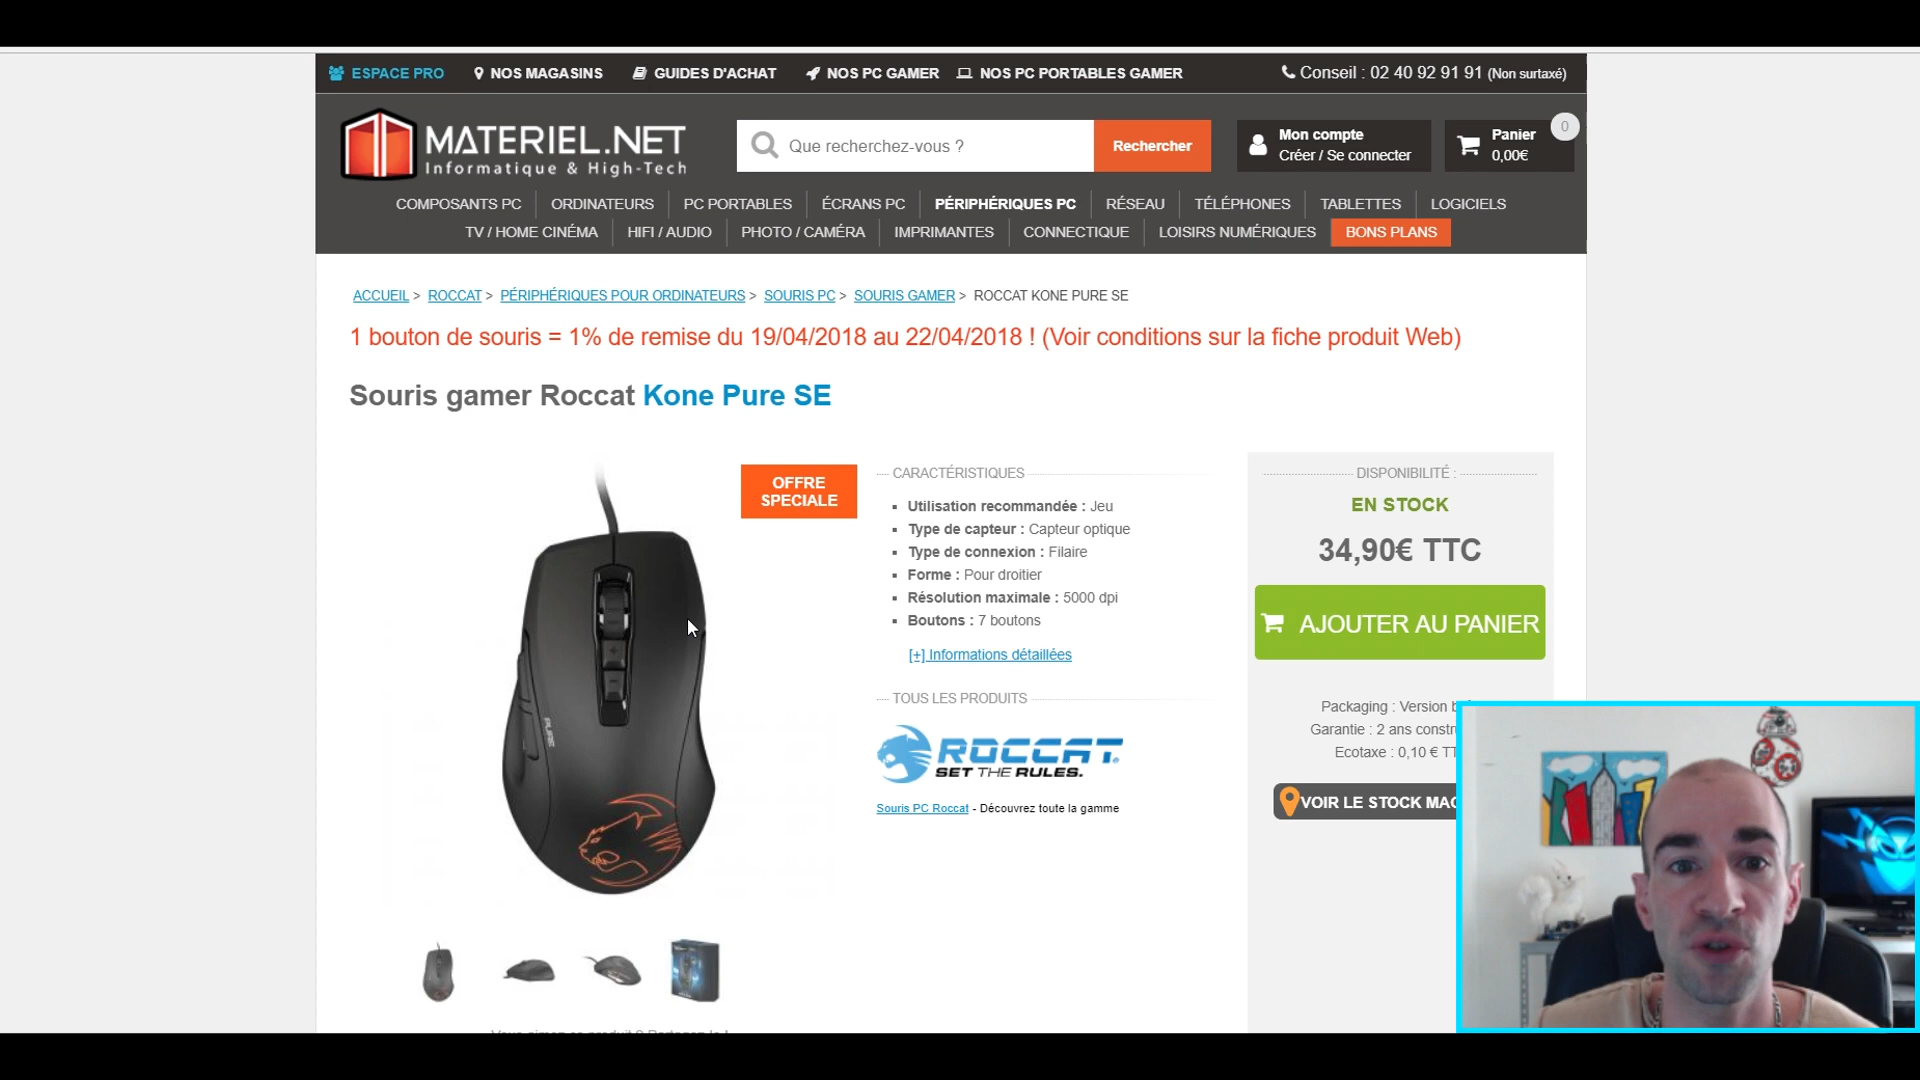 ESPACE PRO NOS MAGASINS GUIDES D'ACHAT NOS PC GAMER NOS PC PORTABLES GAMER Conseil : 02 40 92 91 91 (Non surtaxé)
MATERIEL.NET
Informatique & High-Tech
Que recherchez-vous ?
Rechercher
Mon compte
Créer / Se connecter
Panier
0,00€
0
COMPOSANTS PC ORDINATEURS PC PORTABLES ÉCRANS PC PÉRIPHÉRIQUES PC RÉSEAU TÉLÉPHONES TABLETTES LOGICIELS
TV / HOME CINÉMA HIFI / AUDIO PHOTO / CAMÉRA IMPRIMANTES CONNECTIQUE LOISIRS NUMÉRIQUES BONS PLANS
ACCUEIL > ROCCAT > PÉRIPHÉRIQUES POUR ORDINATEURS > SOURIS PC > SOURIS GAMER > ROCCAT KONE PURE SE
1 bouton de souris = 1% de remise du 19/04/2018 au 22/04/2018 ! (Voir conditions sur la fiche produit Web)
Souris gamer Roccat Kone Pure SE
OFFRE
SPECIALE
PURE
CARACTÉRISTIQUES
Utilisation recommandée : Jeu
Type de capteur : Capteur optique
Type de connexion : Filaire
Forme : Pour droitier
Résolution maximale : 5000 dpi
Boutons : 7 boutons
[+] Informations détaillées
TOUS LES PRODUITS
ROCCAT
SET THE RULES.
Souris PC Roccat - Découvrez toute la gamme
DISPONIBILITÉ :
EN STOCK
34,90€ TTC
AJOUTER AU PANIER
Packaging : Version
Garantie : 2 ans
Ecotaxe : 0,10 €
VOIR LE STOCK